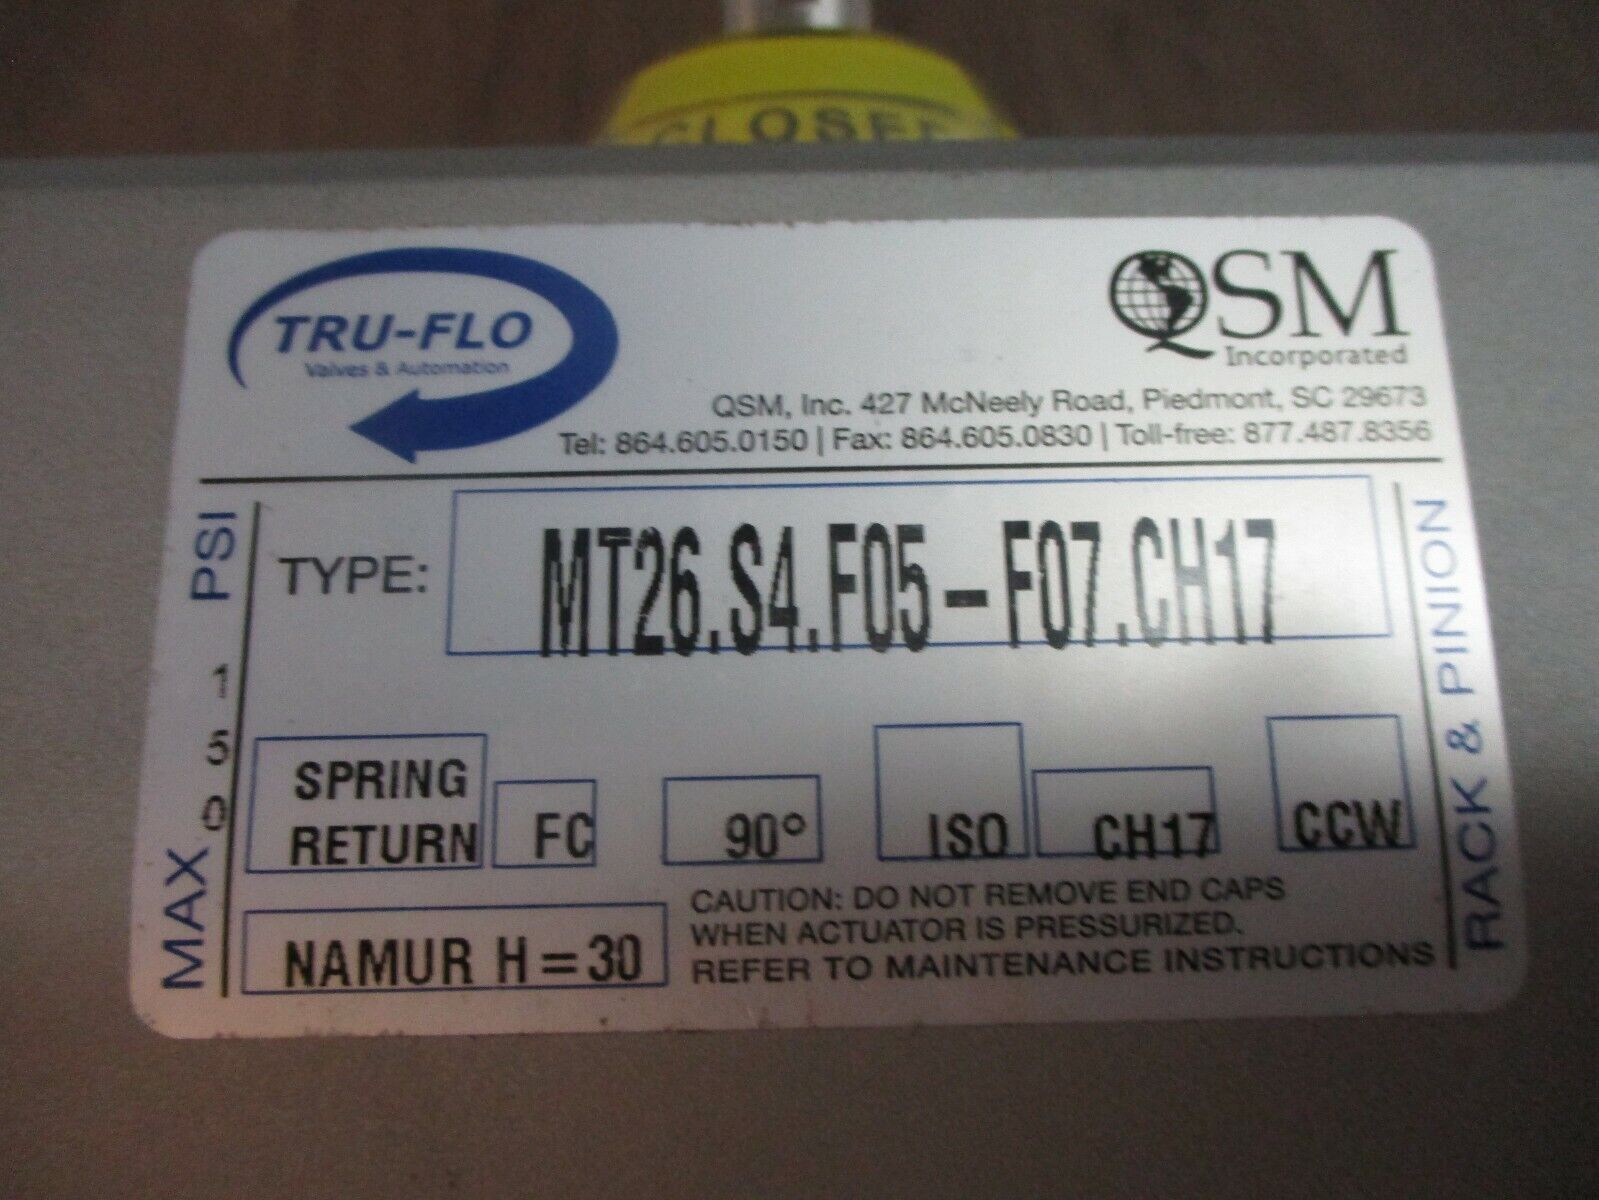 CLOSED
TRU-FLO
Valves & Automation
QSM
Incorporated
QSM, Inc. 427 McNeely Road, Piedmont, SC 29673
Tel: 864.605.0150 | Fax: 864.605.0830 | Toll-free: 877.487.8356
MAX 150 PSI
TYPE: MT26.S4.F05-F07.CH17
SPRING
RETURN
FC
90°
ISO
CH17
CCW
NAMUR H=30
CAUTION: DO NOT REMOVE END CAPS
WHEN ACTUATOR IS PRESSURIZED.
REFER TO MAINTENANCE INSTRUCTIONS
RACK & PINION